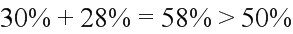 30% + 28% = 58% > 50%